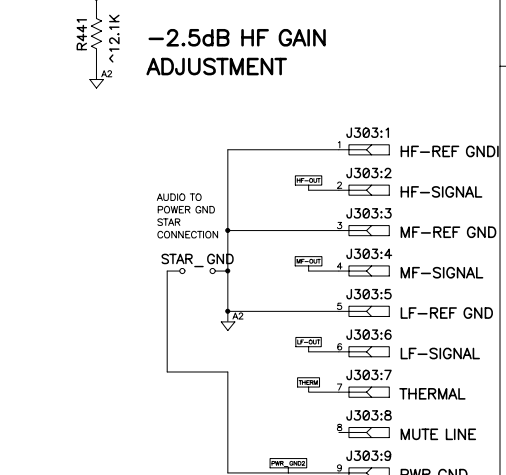 R441
^12.1K
A2
-2.5dB HF GAIN
ADJUSTMENT
J303:1
1
HF-REF GND
J303:2
HF-OUT
2
HF-SIGNAL
J303:3
3
MF-REF GND
AUDIO TO
POWER GND
STAR
CONNECTION
STAR_GND
J303:4
MF-OUT
4
MF-SIGNAL
J303:5
5
LF-REF GND
A2
J303:6
LF-OUT
6
LF-SIGNAL
J303:7
THERM
7
THERMAL
J303:8
8
MUTE LINE
J303:9
PWR_GND2
9
PWR GND